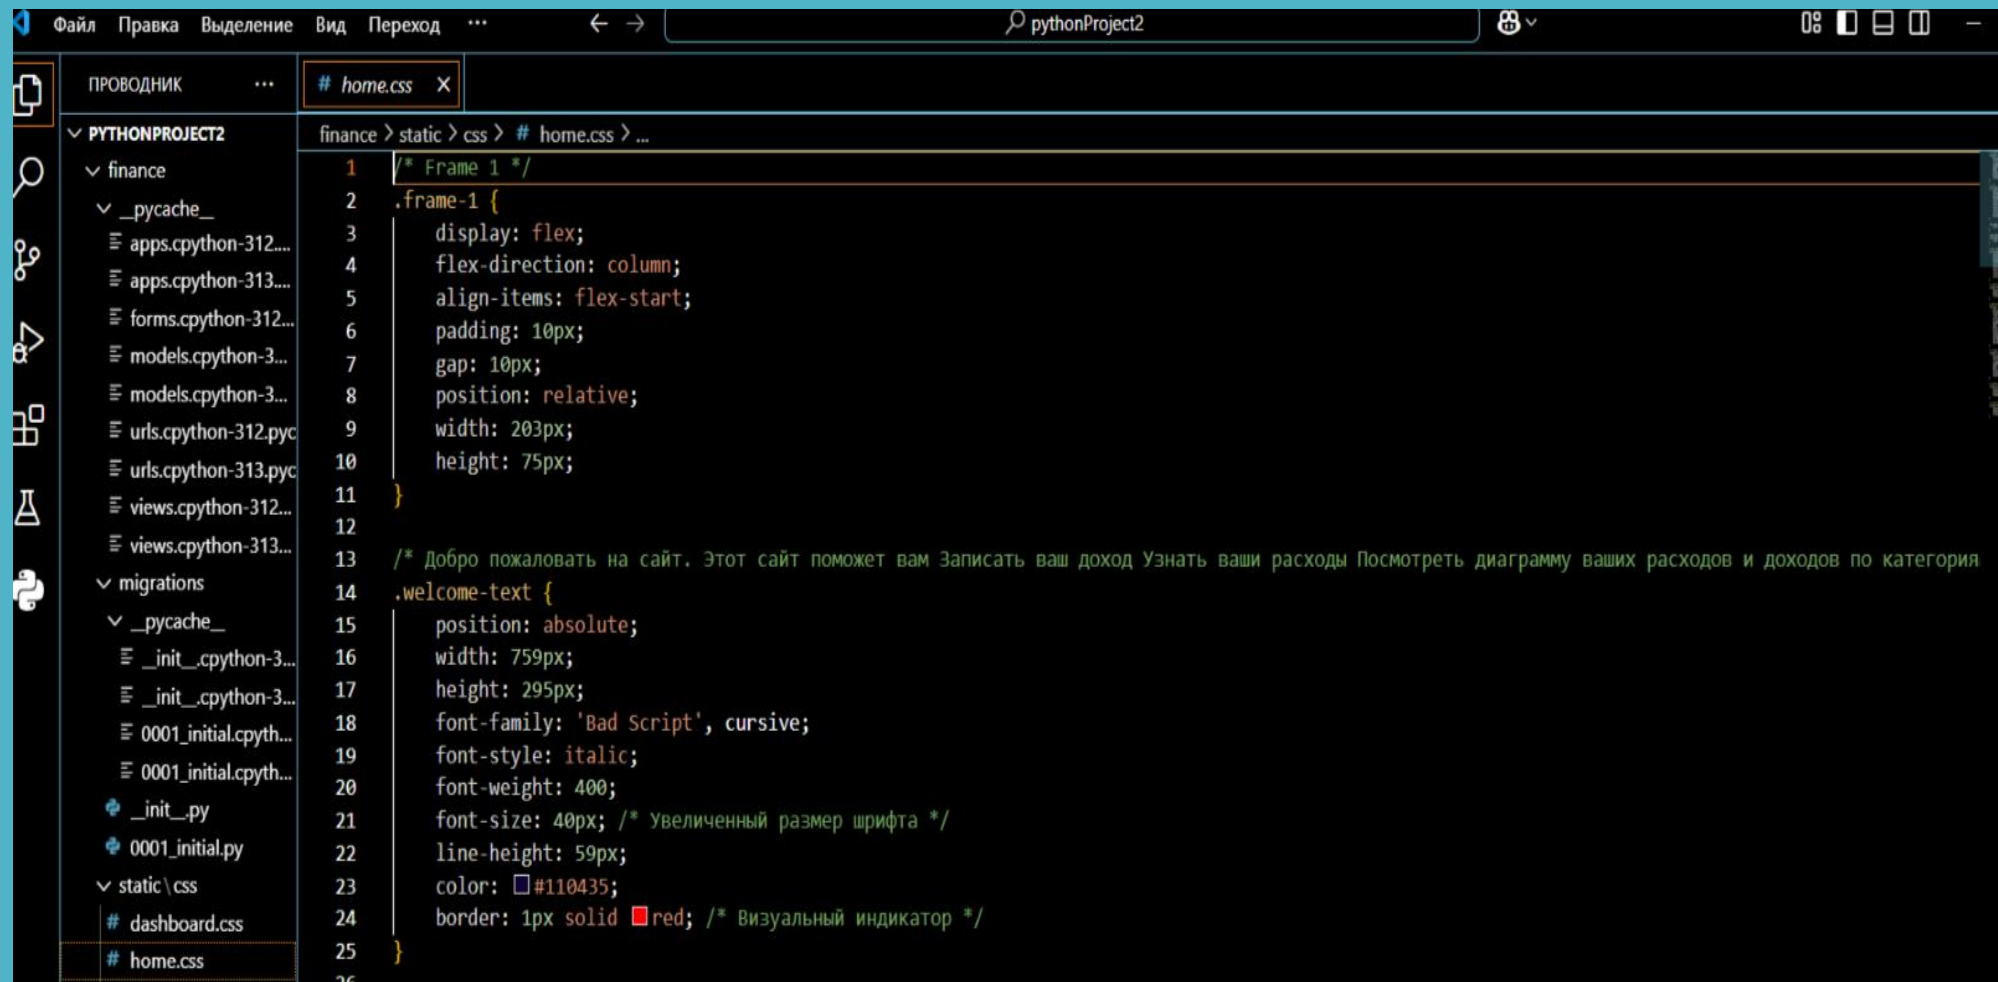 Файл Правка Выделение Вид Переход ··· ← → pythonProject2
ПРОВОДНИК ···
PYTHONPROJECT2
finance
__pycache__
apps.cpython-312....
apps.cpython-313....
forms.cpython-312...
models.cpython-3...
models.cpython-3...
urls.cpython-312.pyc
urls.cpython-313.pyc
views.cpython-312...
views.cpython-313...
migrations
__pycache__
__init__.cpython-3...
__init__.cpython-3...
0001_initial.cpyth...
0001_initial.cpyth...
__init__.py
0001_initial.py
static\css
# dashboard.css
# home.css
# home.css X
finance > static > css > # home.css > ...
1 /* Frame 1 */
2 .frame-1 {
3 display: flex;
4 flex-direction: column;
5 align-items: flex-start;
6 padding: 10px;
7 gap: 10px;
8 position: relative;
9 width: 203px;
10 height: 75px;
11 }
12
13 /* Добро пожаловать на сайт. Этот сайт поможет вам Записать ваш доход Узнать ваши расходы Посмотреть диаграмму ваших расходов и доходов по категория
14 .welcome-text {
15 position: absolute;
16 width: 759px;
17 height: 295px;
18 font-family: 'Bad Script', cursive;
19 font-style: italic;
20 font-weight: 400;
21 font-size: 40px; /* Увеличенный размер шрифта */
22 line-height: 59px;
23 color: #110435;
24 border: 1px solid red; /* Визуальный индикатор */
25 }